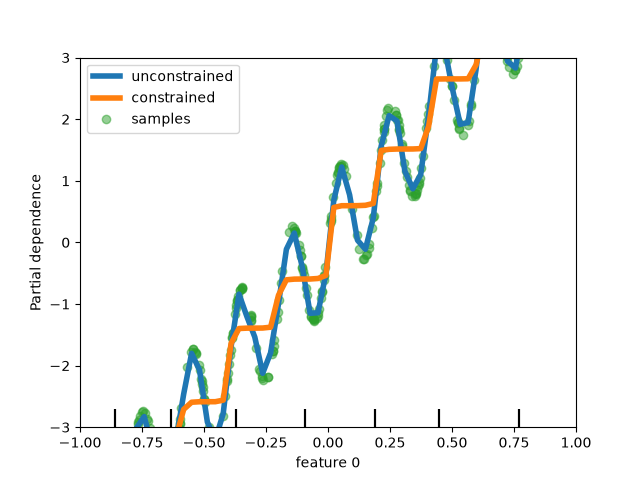 unconstrained
constrained
samples
3
2
1
0
−1
−2
−3
Partial dependence
−1.00 −0.75 −0.50 −0.25 0.00 0.25 0.50 0.75 1.00
feature 0